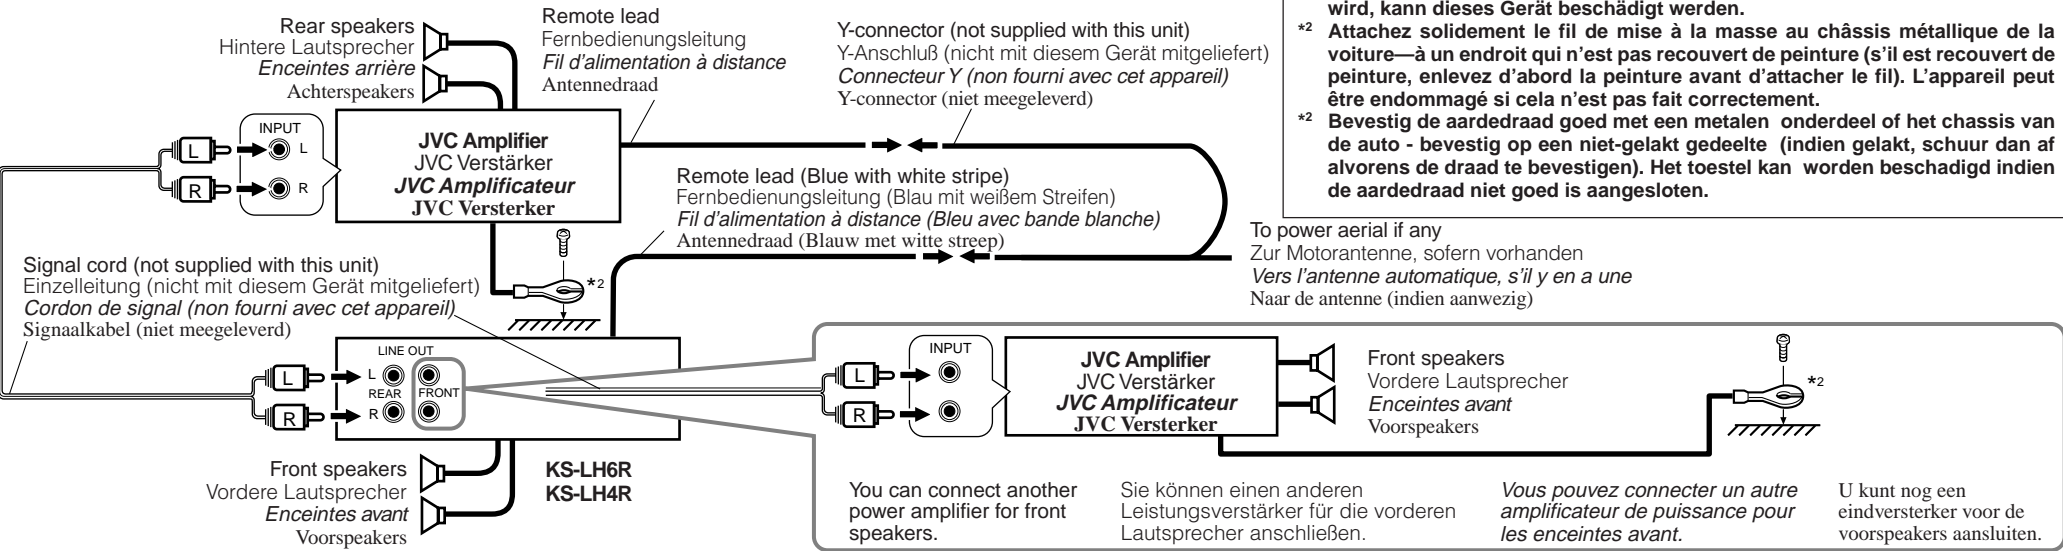 Rear speakers
Hintere Lautsprecher
Enceintes arrière
Achterspeakers
Remote lead
Fernbedienungsleitung
Fil d'alimentation à distance
Antennedraad
Y-connector (not supplied with this unit)
Y-Anschluß (nicht mit diesem Gerät mitgeliefert)
Connecteur Y (non fourni avec cet appareil)
Y-connector (niet meegeleverd)
wird, kann dieses Gerät beschädigt werden.
*2 Attachez solidement le fil de mise à la masse au châssis métallique de la
voiture—à un endroit qui n'est pas recouvert de peinture (s'il est recouvert de
peinture, enlevez d'abord la peinture avant d'attacher le fil). L'appareil peut
être endommagé si cela n'est pas fait correctement.
*2 Bevestig de aardedraad goed met een metalen onderdeel of het chassis van
de auto - bevestig op een niet-gelakt gedeelte (indien gelakt, schuur dan af
alvorens de draad te bevestigen). Het toestel kan worden beschadigd indien
de aardedraad niet goed is aangesloten.
INPUT
L
L
R
R
JVC Amplifier
JVC Verstärker
JVC Amplificateur
JVC Versterker
Remote lead (Blue with white stripe)
Fernbedienungsleitung (Blau mit weißem Streifen)
Fil d'alimentation à distance (Bleu avec bande blanche)
Antennedraad (Blauw met witte streep)
To power aerial if any
Zur Motorantenne, sofern vorhanden
Vers l'antenne automatique, s'il y en a une
Naar de antenne (indien aanwezig)
*2
Signal cord (not supplied with this unit)
Einzelleitung (nicht mit diesem Gerät mitgeliefert)
Cordon de signal (non fourni avec cet appareil)
Signaalkabel (niet meegeleverd)
LINE OUT
L
L
REAR
FRONT
R
R
INPUT
L
R
JVC Amplifier
JVC Verstärker
JVC Amplificateur
JVC Versterker
Front speakers
Vordere Lautsprecher
Enceintes avant
Voorspeakers
*2
Front speakers
Vordere Lautsprecher
Enceintes avant
Voorspeakers
KS-LH6R
KS-LH4R
You can connect another
power amplifier for front
speakers.
Sie können einen anderen
Leistungsverstärker für die vorderen
Lautsprecher anschließen.
Vous pouvez connecter un autre
amplificateur de puissance pour
les enceintes avant.
U kunt nog een
eindversterker voor de
voorspeakers aansluiten.